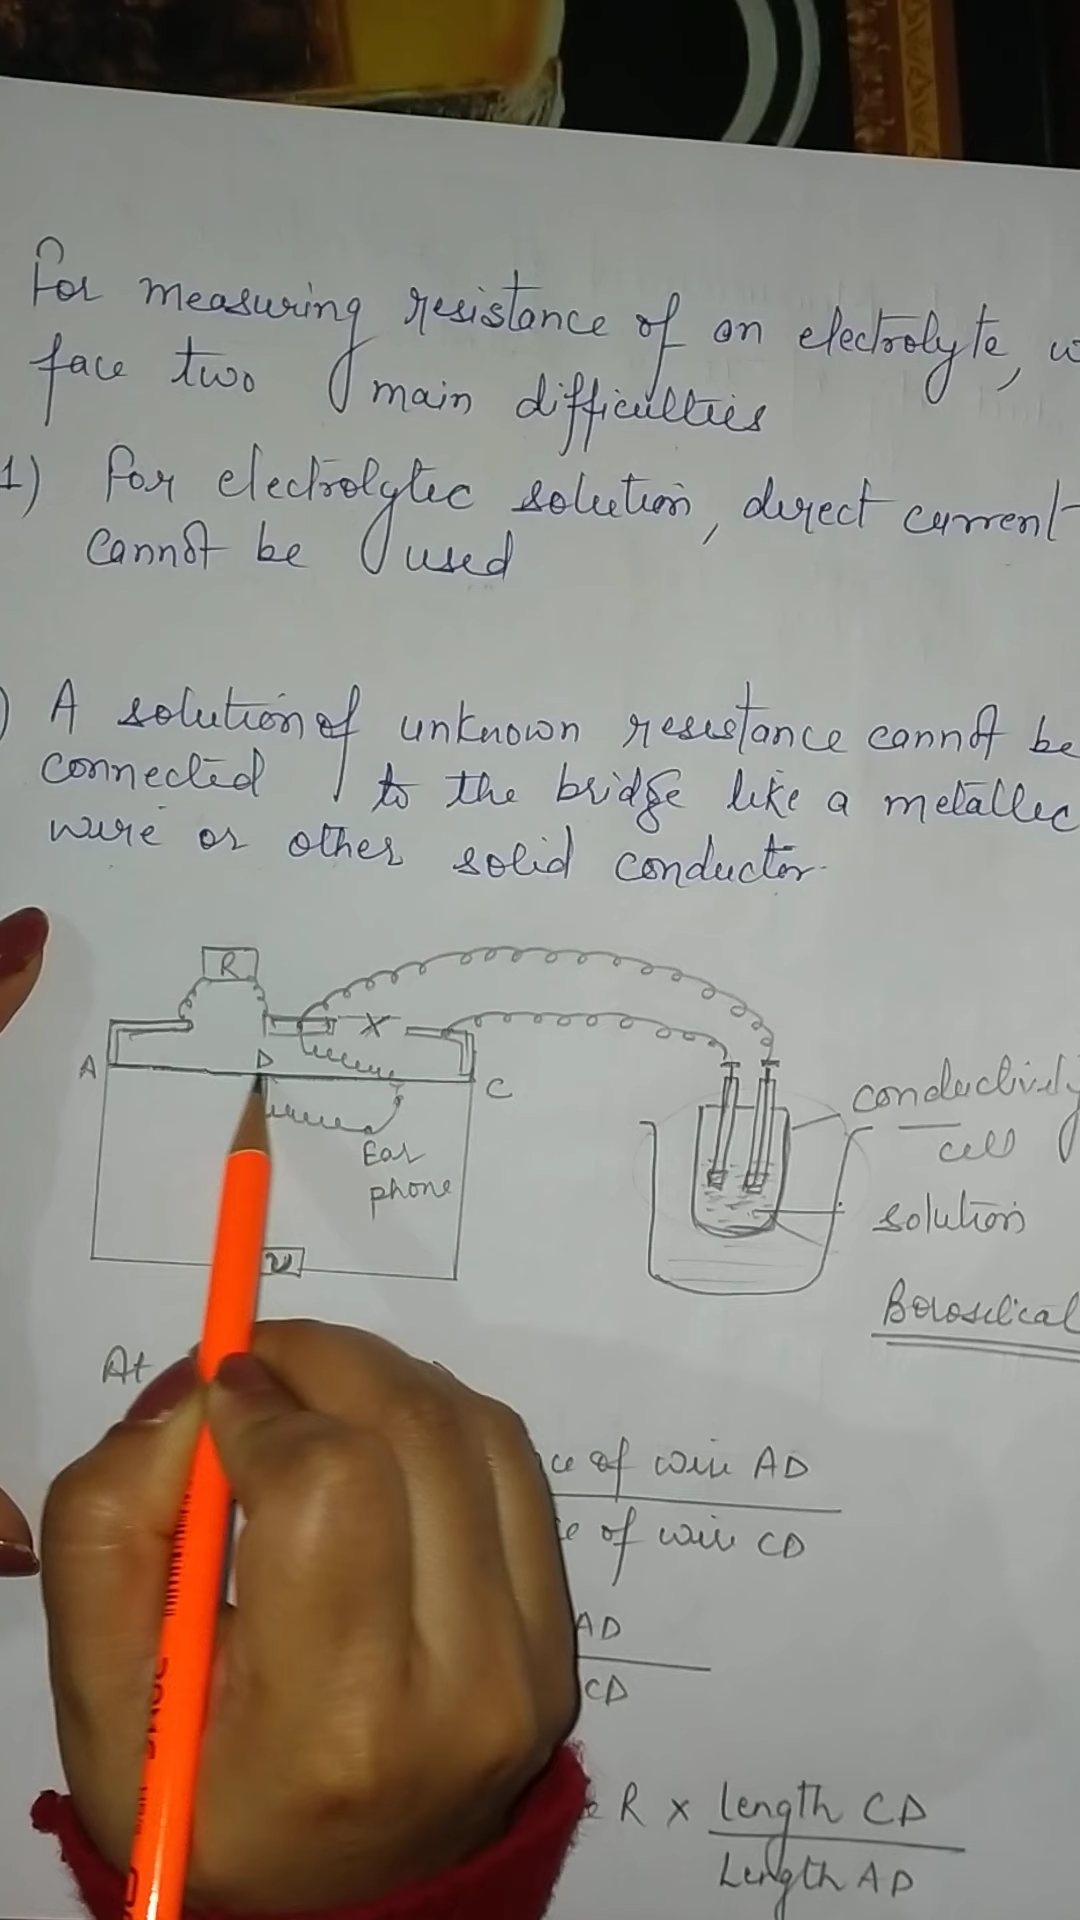 For measuring resistance of an electrolyte,
face two main difficulties
1) For electrolytic solution, direct current
cannot be used
) A solution of unknown resistance cannot be
connected to the bridge like a metallic
wire or other solid conductor.
R
X
A
D
C
Ear
phone
conductivity
cell
solution
At
ce of wire AD
ce of wire CD
AD
CD
R x Length CD
Length AD